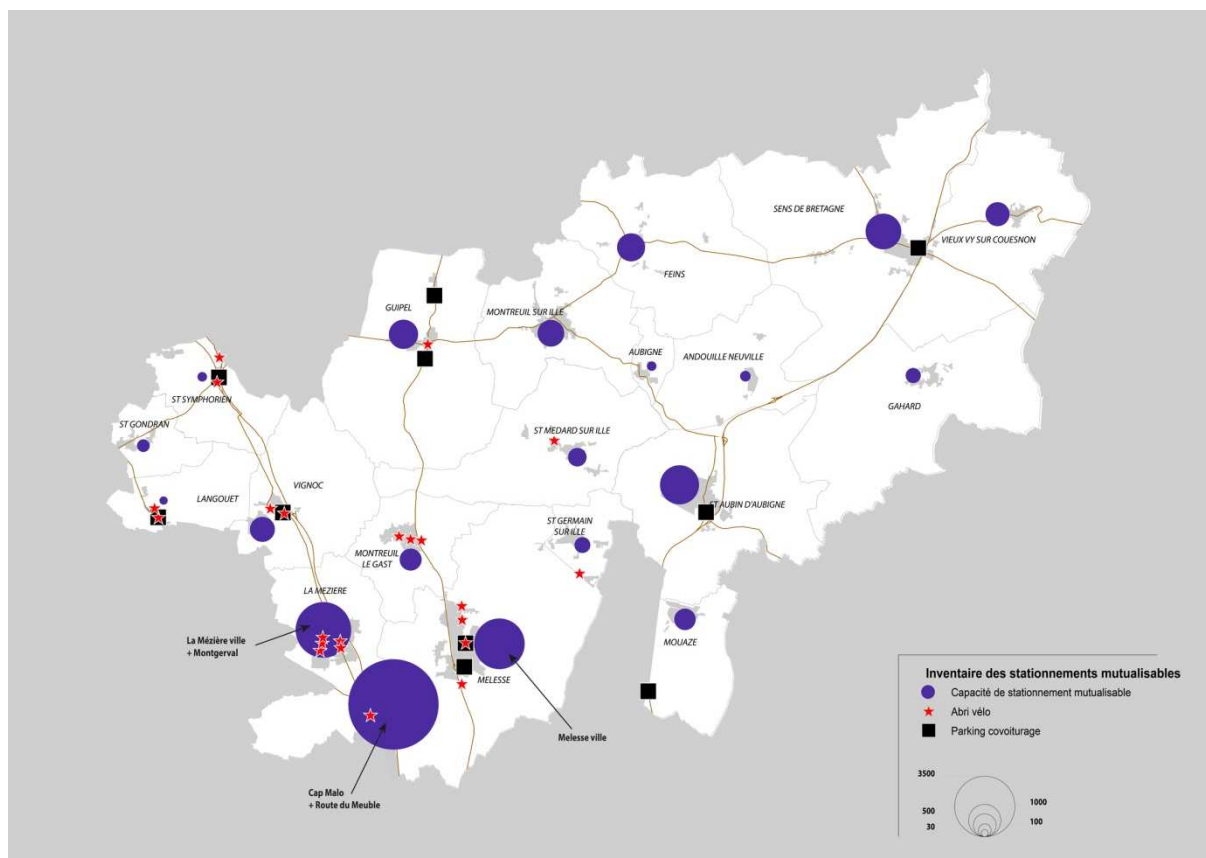 SENS DE BRETAGNE
VIEUX VY SUR COUESNON
FEINS
GUIPEL
MONTREUIL SUR ILLE
AUBIGNE
ANDOUILLE NEUVILLE
GAHARD
ST SYMPHORIEN
ST GONDRAN
ST MEDARD SUR ILLE
LANGOUET
VIGNOC
ST AUBIN D'AUBIGNE
ST GERMAIN
SUR ILLE
MONTREUIL
LE GAST
LA MEZIERE
MOUAZE
La Mézière ville
+ Montgerval
MELESSE
Melesse ville
Cap Malo
+ Route du Meuble
Inventaire des stationnements mutualisables
Capacité de stationnement mutualisable
Abri vélo
Parking covoiturage
3500
1000
500
100
30